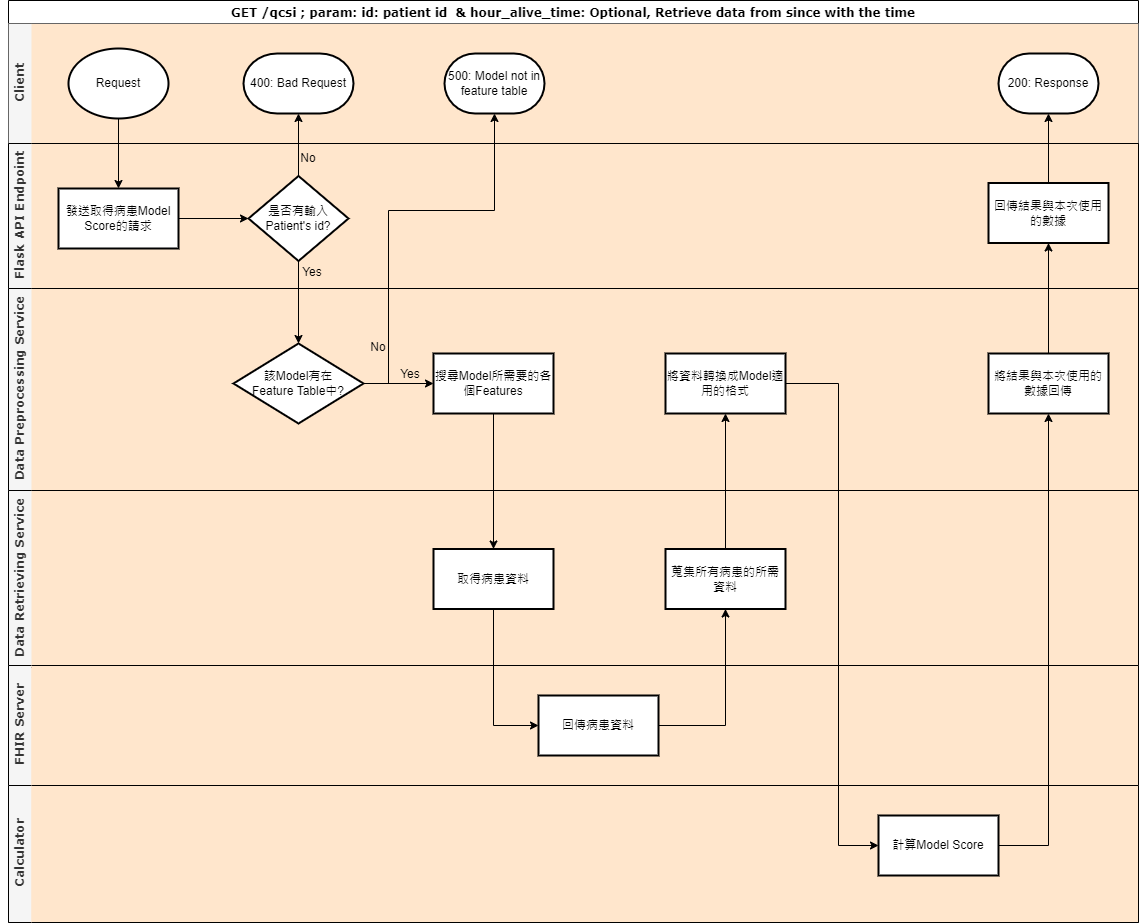 GET /qcsi ; param: id: patient id & hour_alive_time: Optional, Retrieve data from since with the time
Client
Request
400: Bad Request
500: Model not in
feature table
200: Response
Flask API Endpoint
發送取得病患Model
Score的請求
是否有輸入
Patient's id?
No
Yes
回傳結果與本次使用
的數據
Data Preprocessing Service
該Model有在
Feature Table中?
No
Yes
搜尋Model所需要的各
個Features
將資料轉換成Model適
用的格式
將結果與本次使用的
數據回傳
Data Retrieving Service
取得病患資料
蒐集所有病患的所需
資料
FHIR Server
回傳病患資料
Calculator
計算Model Score